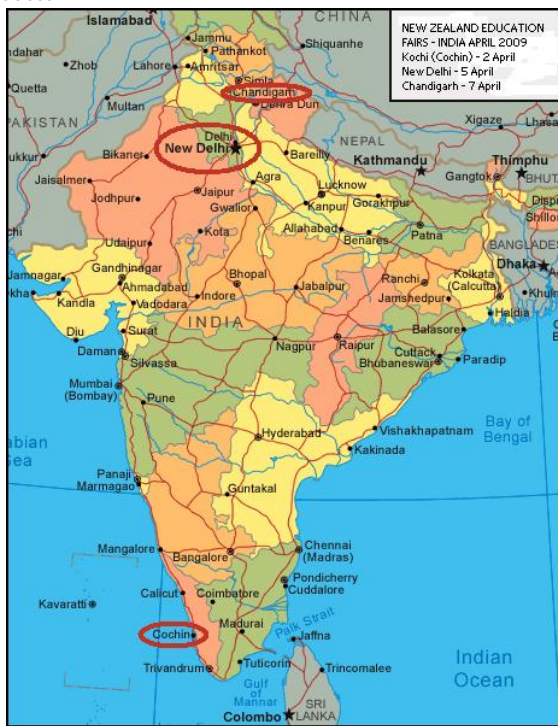 Islamabad
CHINA
NEW ZEALAND EDUCATION
FAIRS - INDIA APRIL 2009
Kochi (Cochin) - 2 April
New Delhi - 5 April
Chandigarh - 7 April
Jammu
Pathankot
Shiquanhe
Zhob
Lahore
Amritsar
Simla
Quetta
Chandigarh
Multan
Dehra Dun
Xigaze
Lhasa
PAKISTAN
Delhi
New Delhi
NEPAL
Bikaner
Bareilly
Kathmandu
Thimphu
Jaisalmer
Agra
Lucknow
Gangtok
BHUT
Jodhpur
Jaipur
Gwalior
Kanpur
Gorakhpur
Dispu
Shillon
Kota
Allahabad
Benares
Patna
Udaipur
BANGLADES
Dhaka
Gandhinagar
Jamnagar
Bhopal
Ranchi
Kolkata
(Calcutta)
Ahmadabad
Jabalpur
Jamshedpur
Khuln
Kandla
Vadodara
Indore
Haldia
INDIA
Diu
Surat
Balasore
Daman
Nagpur
Raipur
Cuttack
Silvassa
Bhubaneswar
Paradip
Mumbai
(Bombay)
Pune
Bay of
Bengal
Hyderabad
Vishakhapatnam
Kakinada
Sea
Panaji
Marmagao
Guntakal
Mangalore
Bangalore
Chennai
(Madras)
Pondicherry
Cuddalore
Calicut
Coimbatore
Kavaratti
Palk Strait
Cochin
Madurai
Jaffna
Trivandrum
Tuticorin
Trincomalee
Indian
Ocean
Gulf
of
Mannar
Colombo
SRI
LANKA